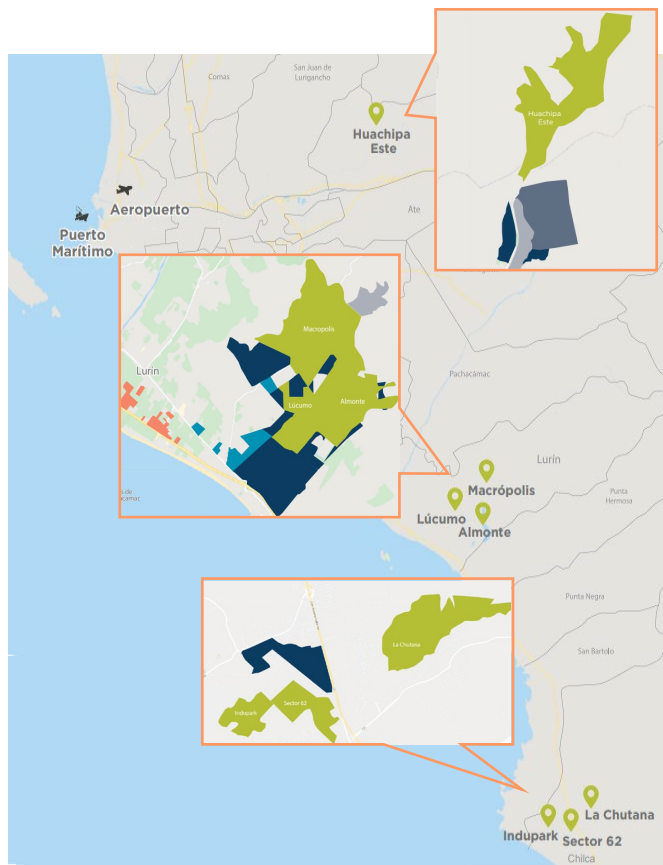 San Juan de
Lurigancho
Comas
Huachipa
Este
Huachipa
Este
Aeropuerto
Puerto
Marítimo
Ate
Pachacámac
Macropolis
Lurín
Lúcumo
Almonte
Pachacámac
Lurín
Macrópolis
Lúcumo
Almonte
Punta
Hermosa
Punta Negra
San Bartolo
La Chutana
Sector 62
Indupark
La Chutana
Indupark
Sector 62
Chilca